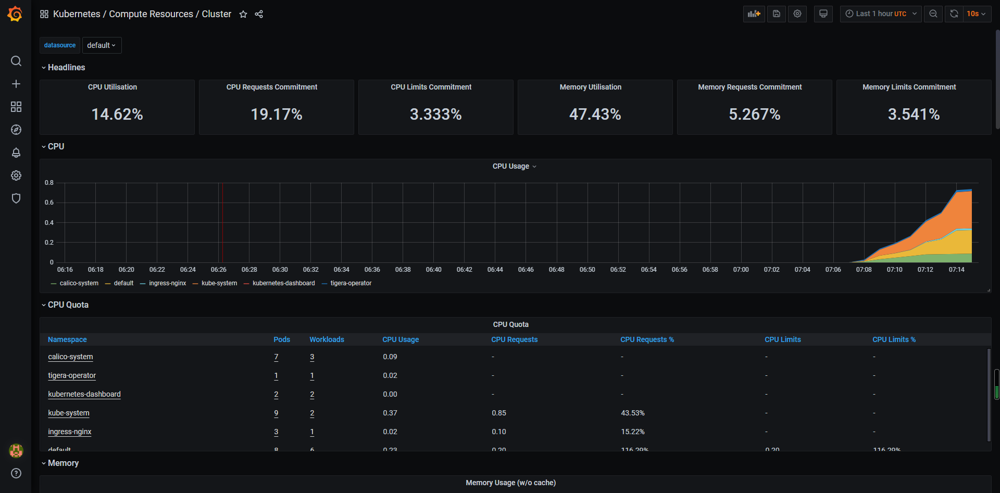 Kubernetes / Compute Resources / Cluster
Last 1 hour UTC
10s
datasource default
Headlines
CPU Utilisation CPU Requests Commitment CPU Limits Commitment Memory Utilisation Memory Requests Commitment Memory Limits Commitment
14.62% 19.17% 3.333% 47.43% 5.267% 3.541%
CPU
CPU Usage
0.8
0.6
0.4
0.2
0
06:16 06:18 06:20 06:22 06:24 06:26 06:28 06:30 06:32 06:34 06:36 06:38 06:40 06:42 06:44 06:46 06:48 06:50 06:52 06:54 06:56 06:58 07:00 07:02 07:04 07:06 07:08 07:10 07:12 07:14
calico-system default ingress-nginx kube-system kubernetes-dashboard tigera-operator
CPU Quota
CPU Quota
Namespace Pods Workloads CPU Usage CPU Requests CPU Requests % CPU Limits CPU Limits %
calico-system 7 3 0.09 - - - -
tigera-operator 1 1 0.02 - - - -
kubernetes-dashboard 2 2 0.00 - - - -
kube-system 9 2 0.37 0.85 43.53% - -
ingress-nginx 3 1 0.02 0.10 15.22% - -
default 8 6 0.23 0.20 116.29% 0.20 116.29%
Memory
Memory Usage (w/o cache)